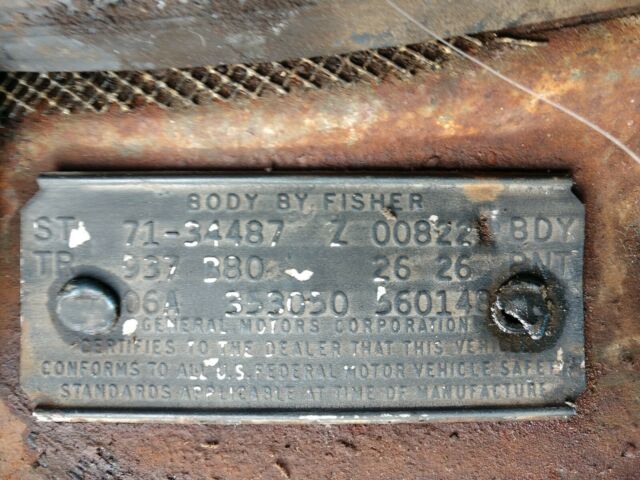 BODY BY FISHER
ST 71-34487 Z 00822 BDY
TR 937 380 26 26 PNT
06A 353050 560148
GENERAL MOTORS CORPORATION
CERTIFIES TO THE DEALER THAT THIS VEHICLE
CONFORMS TO ALL U.S. FEDERAL MOTOR VEHICLE SAFETY
STANDARDS APPLICABLE AT TIME OF MANUFACTURE